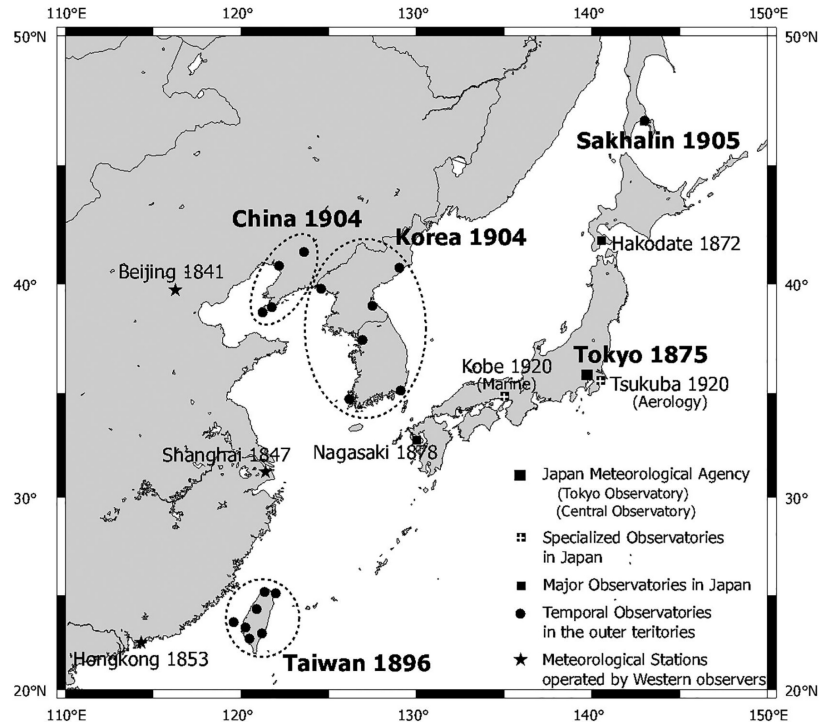 110°E 120°E 130°E 140°E 150°E
50°N 50°N
Sakhalin 1905
China 1904
Korea 1904
Hakodate 1872
Beijing 1841
40° 40°
Tokyo 1875
Kobe 1920
(Marine)
Tsukuba 1920
(Aerology)
Nagasaki 1878
Shanghai 1847
30° 30°
Japan Meteorological Agency
(Tokyo Observatory)
(Central Observatory)
Specialized Observatories
in Japan :
Major Observatories in Japan
Temporal Observatories
in the outer teritories
Meteorological Stations
operated by Western observers
Hongkong 1853
Taiwan 1896
20°N 20°N
110°E 120°E 130°E 140°E 150°E